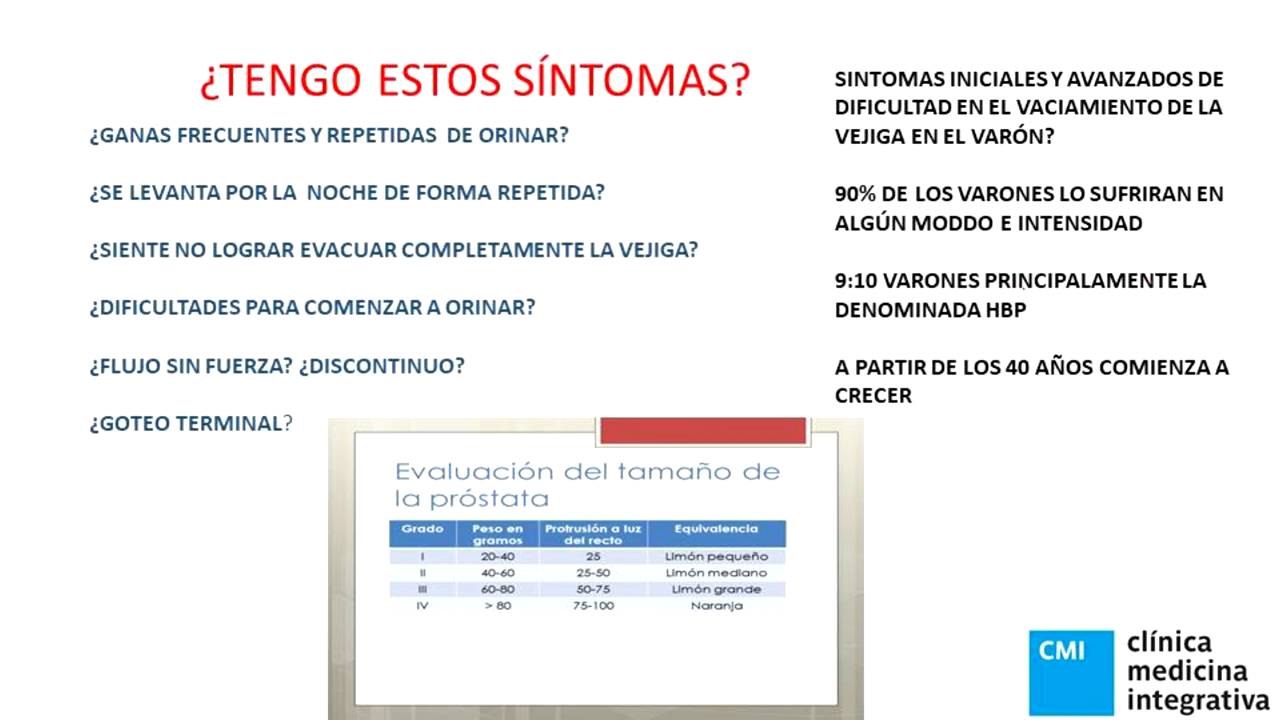 ¿TENGO ESTOS SÍNTOMAS?
¿GANAS FRECUENTES Y REPETIDAS DE ORINAR?
¿SE LEVANTA POR LA NOCHE DE FORMA REPETIDA?
¿SIENTE NO LOGRAR EVACUAR COMPLETAMENTE LA VEJIGA?
¿DIFICULTADES PARA COMENZAR A ORINAR?
¿FLUJO SIN FUERZA? ¿DISCONTINUO?
¿GOTEO TERMINAL?
SINTOMAS INICIALES Y AVANZADOS DE
DIFICULTAD EN EL VACIAMIENTO DE LA
VEJIGA EN EL VARÓN?
90% DE LOS VARONES LO SUFRIRAN EN
ALGÚN MODDO E INTENSIDAD
9:10 VARONES PRINCIPALAMENTE LA
DENOMINADA HBP
A PARTIR DE LOS 40 AÑOS COMIENZA A
CRECER
Evaluación del tamaño de
la próstata
Grado Peso en gramos Protrusión a luz del recto Equivalencia
I 20-40 25 Limón pequeño
II 40-60 25-50 Limón mediano
III 60-80 50-75 Limón grande
IV > 80 75-100 Naranja
CMI
clínica
medicina
integrativa